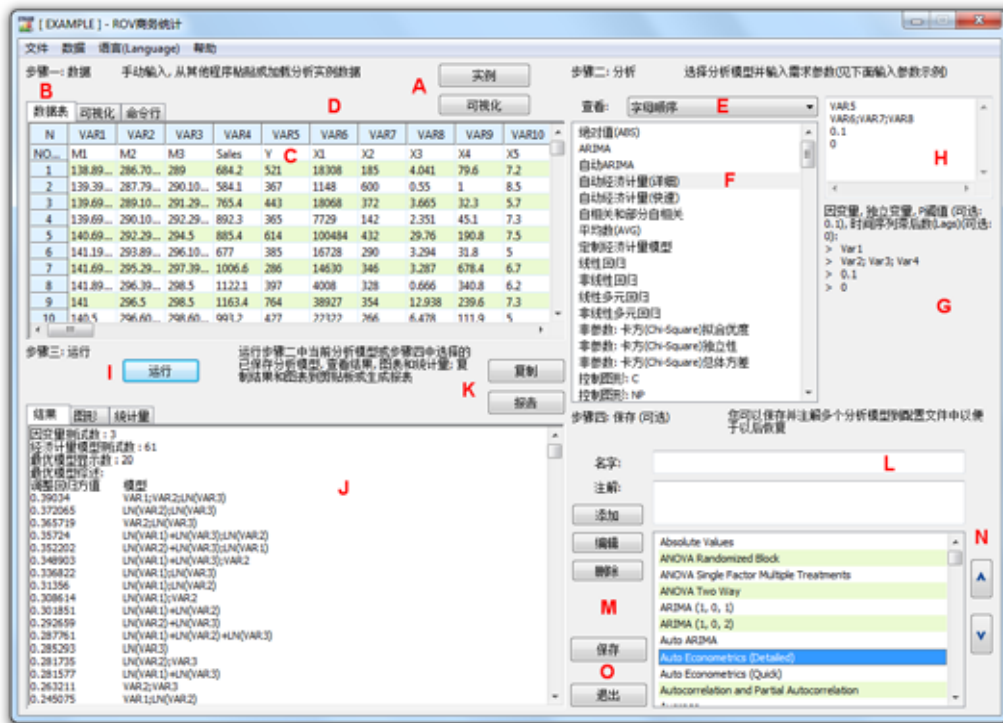 [ EXAMPLE ] - ROV商务统计
文件 数据 语言(Language) 帮助
步骤一: 数据 手动输入, 从其他程序粘贴或加载分析实例数据
A
实例
可视化
B
D
数据表 可视化 命令行
N VAR1 VAR2 VAR3 VAR4 VAR5 VAR6 VAR7 VAR8 VAR9 VAR10
NO... M1 M2 M3 Sales Y C X1 X2 X3 X4 X5
1 138.89... 286.70... 289 684.2 521 18308 185 4.041 79.6 7.2
2 139.39... 287.79... 290.10... 584.1 367 1148 600 0.55 1 8.5
3 139.69... 289.10... 291.29... 765.4 443 18068 372 3.665 32.3 5.7
4 139.69... 290.10... 292.29... 892.3 365 7729 142 2.351 45.1 7.3
5 140.69... 292.29... 294.5 885.4 614 100484 432 29.76 190.8 7.5
6 141.19... 293.89... 296.10... 677 385 16728 290 3.294 31.8 5
7 141.69... 295.29... 297.39... 1006.6 286 14630 346 3.287 678.4 6.7
8 141.89... 296.39... 298.5 1122.1 397 4008 328 0.666 340.8 6.2
9 141 296.5 298.5 1163.4 764 38927 354 12.938 239.6 7.3
10 140.5 296.60... 298.60... 993.2 427 22322 266 6.478 111.9 5
步骤二: 分析 选择分析模型并输入需求参数(见下面输入参数示例)
查看: 字母顺序 E
绝对值(ABS)
ARIMA
自动ARIMA
自动经济计量(详细) F
自动经济计量(快速)
自相关和部分自相关
平均数(AVG)
定制经济计量模型
线性回归
非线性回归
线性多元回归
非线性多元回归
非参数: 卡方(Chi-Square)拟合优度
非参数: 卡方(Chi-Square)独立性
非参数: 卡方(Chi-Square)总体方差
控制图形: C
控制图形: NP
VAR5
VAR6;VAR7;VAR8
0.1
0
H
因变量, 独立变量, P阈值 (可选:
0.1), 时间序列滞后数(Lags)(可选:
0):
> Var1
> Var2; Var3; Var4
> 0.1
> 0
G
步骤三: 运行
I 运行
运行步骤二中当前分析模型或步骤四中选择的
已保存分析模型, 查看结果, 图表和统计量; 复
制结果和图表到剪贴板或生成报表
K
复制
报告
结果 图形 统计量
因变量测试数 : 3
经济计量模型测试数 : 61
最优模型显示数 : 20
最优模型综述:
调整回归方值 模型
J
0.39034 VAR1;VAR2;LN(VAR3)
0.372065 LN(VAR2);LN(VAR3)
0.365719 VAR2;LN(VAR3)
0.35724 LN(VAR1)+LN(VAR3);LN(VAR2)
0.352202 LN(VAR2)+LN(VAR3);LN(VAR1)
0.348903 LN(VAR1)+LN(VAR3);VAR2
0.336822 LN(VAR1);LN(VAR3)
0.31356 LN(VAR1);LN(VAR2)
0.308614 LN(VAR1);VAR2
0.301851 LN(VAR1)+LN(VAR2)
0.292659 LN(VAR2)+LN(VAR3)
0.287761 LN(VAR1)+LN(VAR2)+LN(VAR3)
0.285293 LN(VAR3)
0.281735 LN(VAR2);VAR3
0.281577 LN(VAR1)+LN(VAR3)
0.263211 VAR2;VAR3
0.245075 VAR1;LN(VAR2)
步骤四: 保存 (可选) 您可以保存并注解多个分析模型到配置文件中以便
于以后恢复
名字: L
注解:
添加
编辑
删除
M
保存
O
退出
Absolute Values
ANOVA Randomized Block
ANOVA Single Factor Multiple Treatments
ANOVA Two Way
ARIMA (1, 0, 1)
ARIMA (1, 0, 2)
Auto ARIMA
Auto Econometrics (Detailed)
Auto Econometrics (Quick)
Autocorrelation and Partial Autocorrelation
N